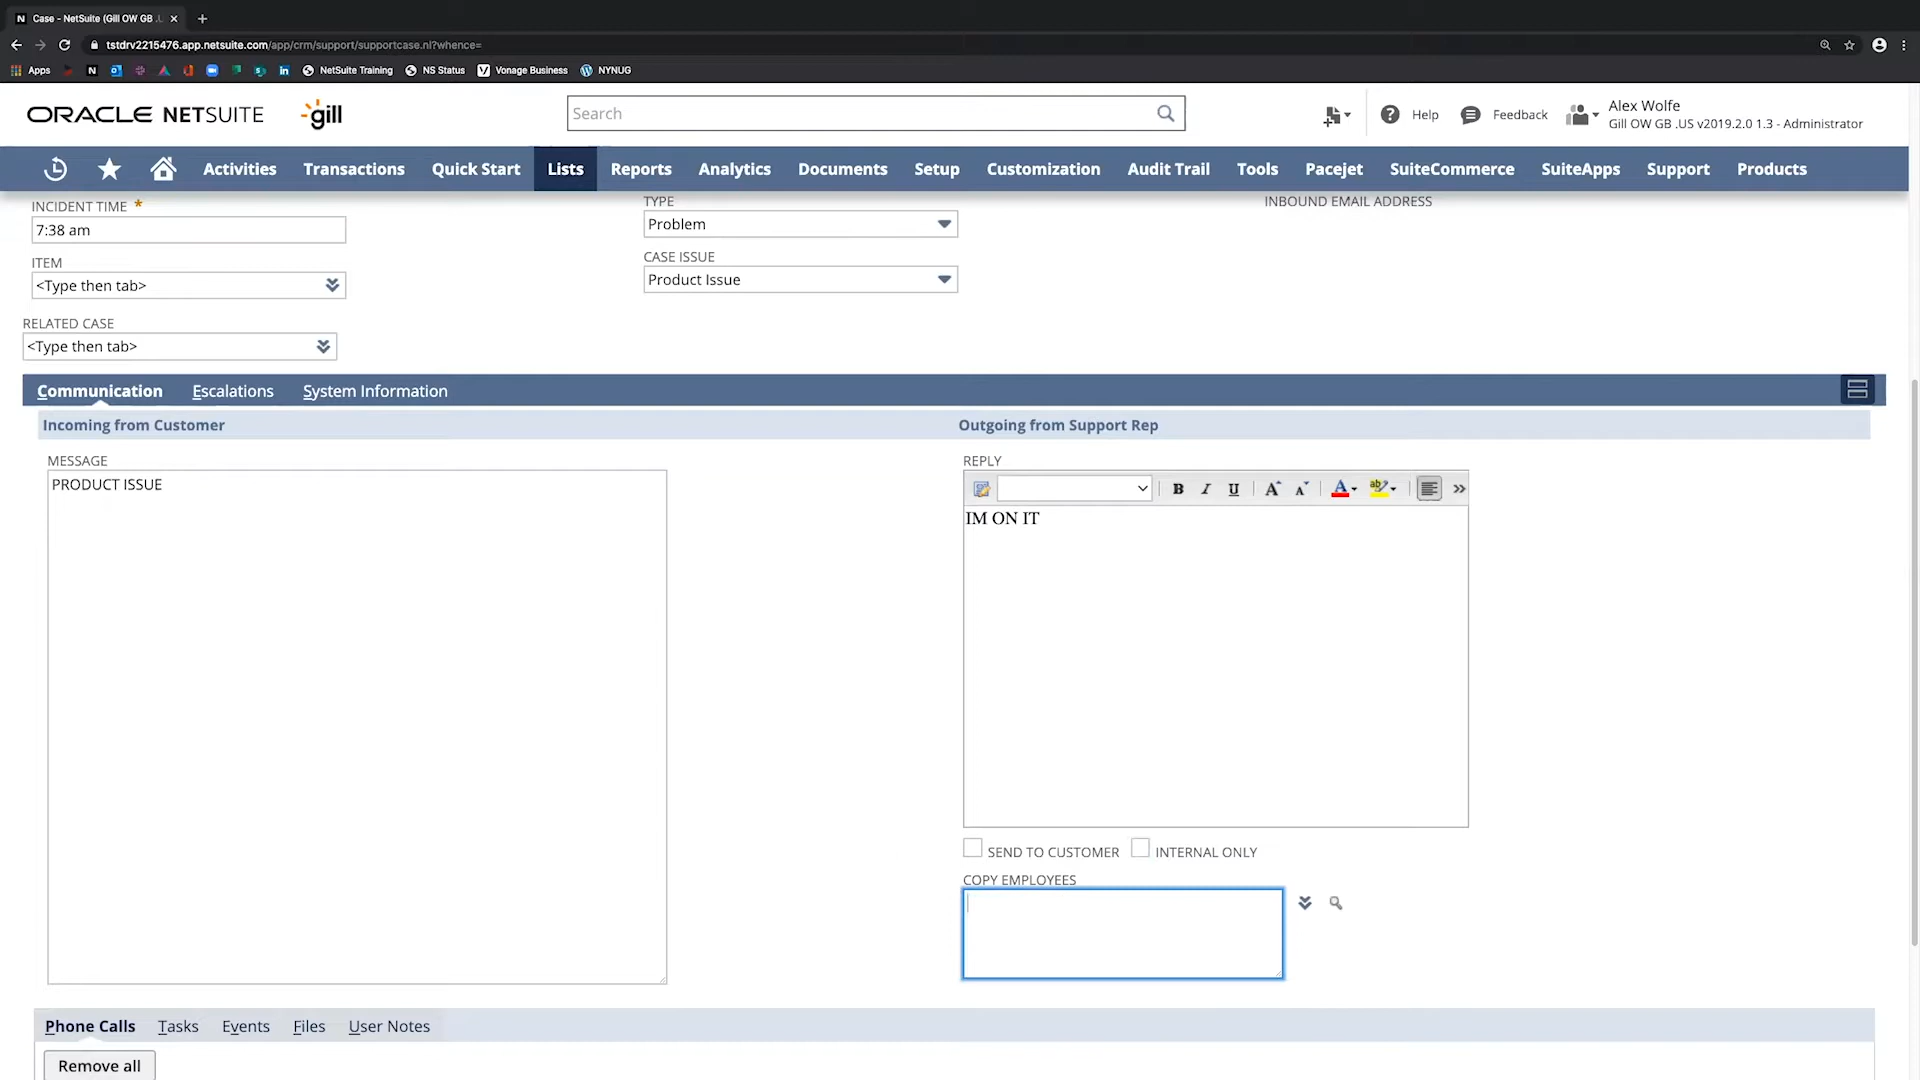 Case - NetSuite (Gill OW GB .U
tstdrv2215476.app.netsuite.com/app/crm/support/supportcase.nl?whence=
Apps NetSuite Training NS Status Vonage Business NYNUG
ORACLE NETSUITE gill Search Help Feedback Alex Wolfe
Gill OW GB .US v2019.2.0 1.3 - Administrator
Activities Transactions Quick Start Lists Reports Analytics Documents Setup Customization Audit Trail Tools Pacejet SuiteCommerce SuiteApps Support Products
INCIDENT TIME *
7:38 am
ITEM
<Type then tab>
RELATED CASE
<Type then tab>
TYPE
Problem
CASE ISSUE
Product Issue
INBOUND EMAIL ADDRESS
Communication Escalations System Information
Incoming from Customer
MESSAGE
PRODUCT ISSUE
Outgoing from Support Rep
REPLY
B I U A A A ab
IM ON IT
SEND TO CUSTOMER INTERNAL ONLY
COPY EMPLOYEES
Phone Calls Tasks Events Files User Notes
Remove all